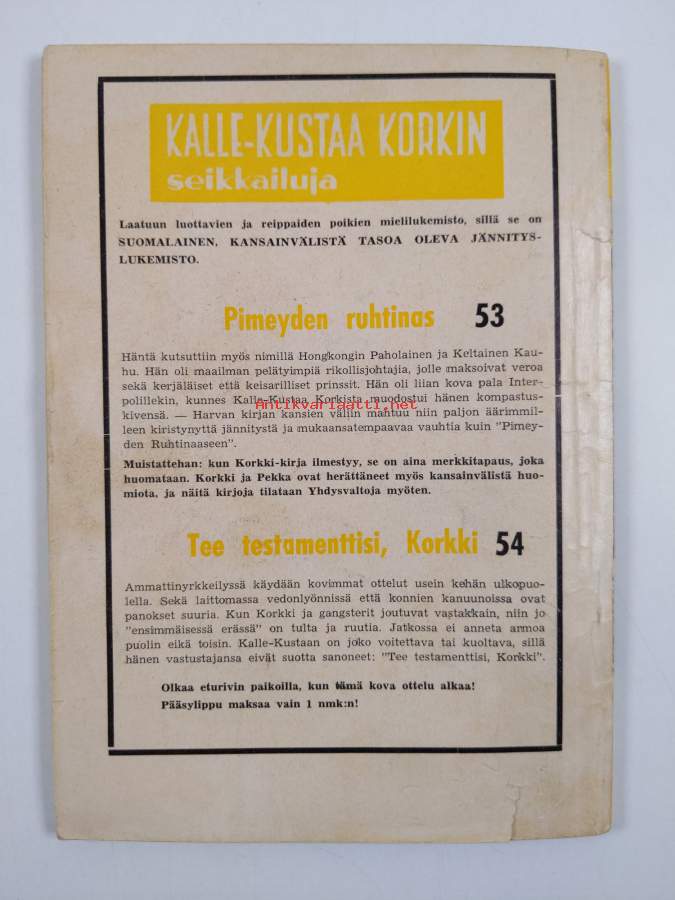 KALLE-KUSTAA KORKIN
seikkailuja
Laatuun luottavien ja reippaiden poikien mielilukemisto, sillä se on
SUOMALAINEN, KANSAINVÄLISTÄ TASOA OLEVA JÄNNITYS-
LUKEMISTO.
Pimeyden ruhtinas 53
Häntä kutsuttiin myös nimillä Hongkongin Paholainen ja Keltainen Kau-
hu. Hän oli maailman pelätyimpiä rikollisjohtajia, jolle maksoivat veroa
sekä kerjäläiset että keisarilliset prinssit. Hän oli liian kova pala Inter-
polillekin, kunnes Kalle-Kustaa Korkista muodostui hänen kompastus-
Antikvariaatti.net
kivensä. — Harvan kirjan kansien väliin mahtuu niin paljon äärimmil-
leen kiristynyttä jännitystä ja mukaansatempaavaa vauhtia kuin "Pimey-
den Ruhtinaaseen".
Muistattehan: kun Korkki-kirja ilmestyy, se on aina merkkitapaus, joka
huomataan. Korkki ja Pekka ovat herättäneet myös kansainvälistä huo-
miota, ja näitä kirjoja tilataan Yhdysvaltoja myöten.
Tee testamenttisi, Korkki 54
Ammattinyrkkeilyssä käydään kovimmat ottelut usein kehän ulkopuo-
lella. Sekä laittomassa vedonlyönnissä että konnien kanuunoissa ovat
panokset suuria. Kun Korkki ja gangsterit joutuvat vastakkain, niin jo
"ensimmäisessä erässä" on tulta ja ruutia. Jatkossa ei anneta armoa
puolin eikä toisin. Kalle-Kustaan on joko voitettava tai kuoltava, sillä
hänen vastustajansa eivät suotta sanoneet: "Tee testamenttisi, Korkki".
Olkaa eturivin paikoilla, kun tämä kova ottelu alkaa!
Pääsylippu maksaa vain 1 nmk:n!